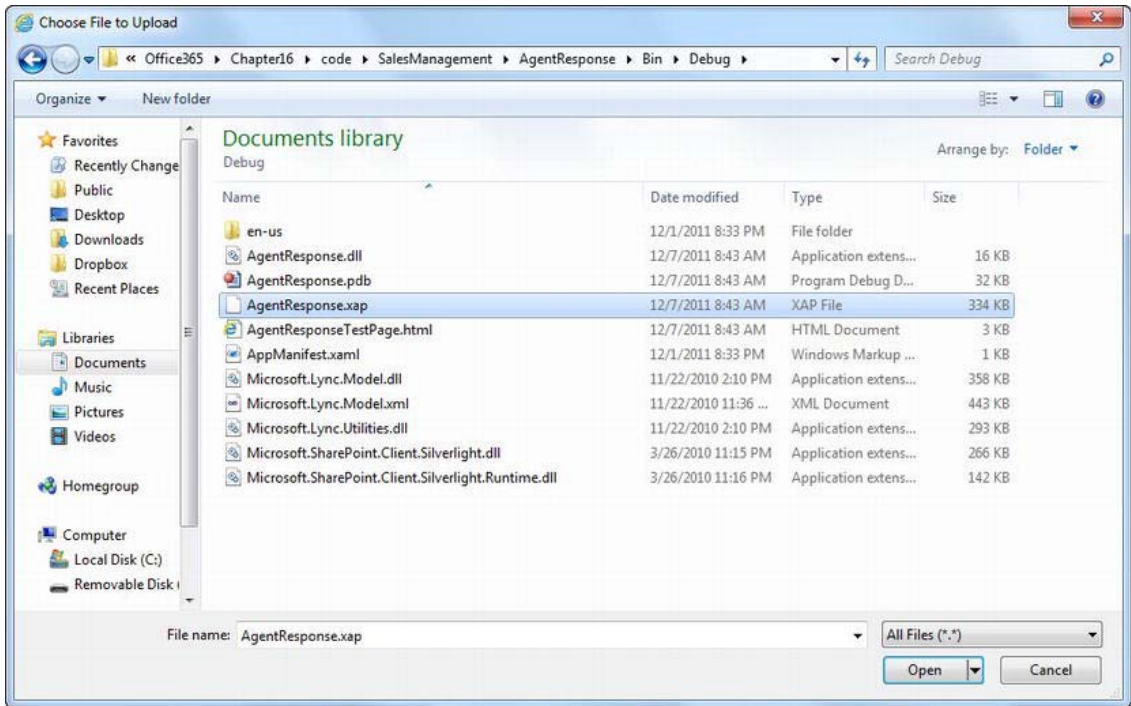 Choose File to Upload
« Office365 ▸ Chapter16 ▸ code ▸ SalesManagement ▸ AgentResponse ▸ Bin ▸ Debug ▸ Search Debug
Organize New folder
Favorites
Recently Change
Public
Desktop
Downloads
Dropbox
Recent Places
Libraries
Documents
Music
Pictures
Videos
Homegroup
Computer
Local Disk (C:)
Removable Disk (
Documents library
Debug
Arrange by: Folder
Name Date modified Type Size
en-us 12/1/2011 8:33 PM File folder
AgentResponse.dll 12/7/2011 8:43 AM Application extens... 16 KB
AgentResponse.pdb 12/7/2011 8:43 AM Program Debug D... 32 KB
AgentResponse.xap 12/7/2011 8:43 AM XAP File 334 KB
AgentResponseTestPage.html 12/7/2011 8:43 AM HTML Document 3 KB
AppManifest.xaml 12/1/2011 8:33 PM Windows Markup ... 1 KB
Microsoft.Lync.Model.dll 11/22/2010 2:10 PM Application extens... 358 KB
Microsoft.Lync.Model.xml 11/22/2010 11:36 ... XML Document 443 KB
Microsoft.Lync.Utilities.dll 11/22/2010 2:10 PM Application extens... 293 KB
Microsoft.SharePoint.Client.Silverlight.dll 3/26/2010 11:15 PM Application extens... 266 KB
Microsoft.SharePoint.Client.Silverlight.Runtime.dll 3/26/2010 11:16 PM Application extens... 142 KB
File name: AgentResponse.xap All Files (*.*)
Open Cancel